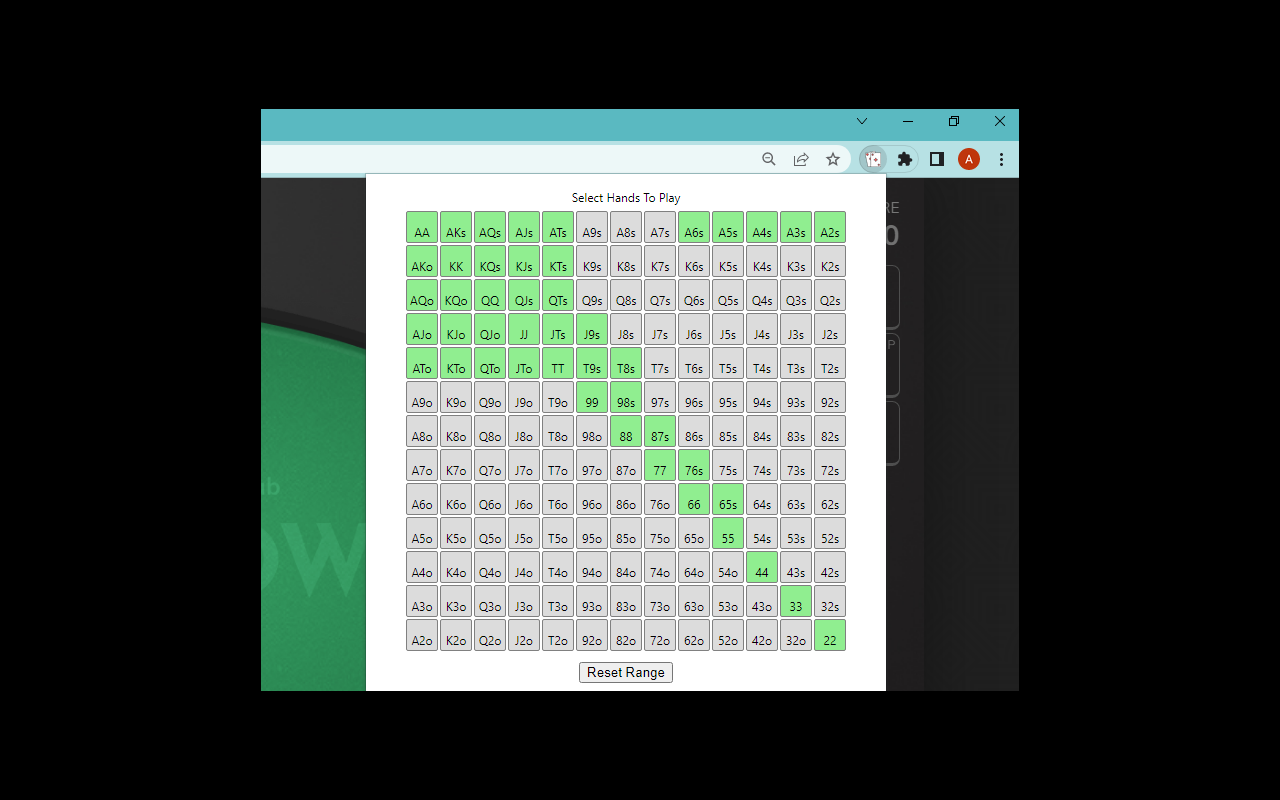 A
Select Hands To Play
RE
0
AA AKs AQs AJs ATs A9s A8s A7s A6s A5s A4s A3s A2s
AKo KK KQs KJs KTs K9s K8s K7s K6s K5s K4s K3s K2s
AQo KQo QQ QJs QTs Q9s Q8s Q7s Q6s Q5s Q4s Q3s Q2s
AJo KJo QJo JJ JTs J9s J8s J7s J6s J5s J4s J3s J2s
P
ATo KTo QTo JTo TT T9s T8s T7s T6s T5s T4s T3s T2s
A9o K9o Q9o J9o T9o 99 98s 97s 96s 95s 94s 93s 92s
A8o K8o Q8o J8o T8o 98o 88 87s 86s 85s 84s 83s 82s
A7o K7o Q7o J7o T7o 97o 87o 77 76s 75s 74s 73s 72s
ub
A6o K6o Q6o J6o T6o 96o 86o 76o 66 65s 64s 63s 62s
A5o K5o Q5o J5o T5o 95o 85o 75o 65o 55 54s 53s 52s
OW
A4o K4o Q4o J4o T4o 94o 84o 74o 64o 54o 44 43s 42s
A3o K3o Q3o J3o T3o 93o 83o 73o 63o 53o 43o 33 32s
A2o K2o Q2o J2o T2o 92o 82o 72o 62o 52o 42o 32o 22
Reset Range